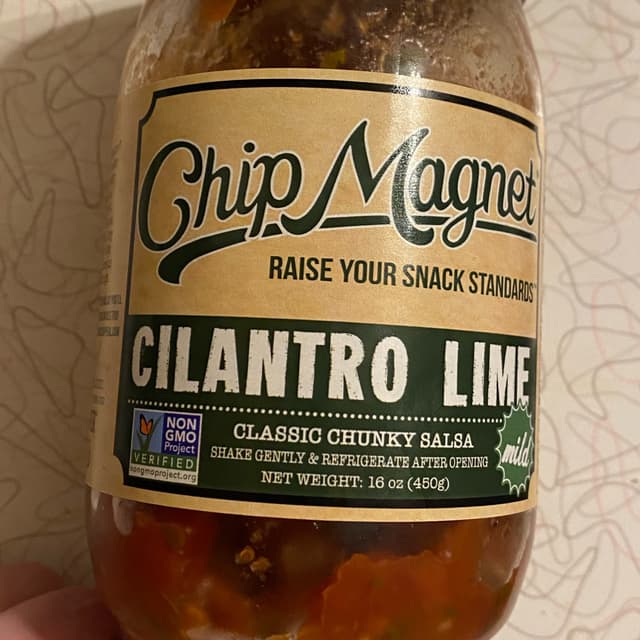 Chip Magnet
RAISE YOUR SNACK STANDARDS™
CILANTRO LIME
NON
GMO
Project
VERIFIED
nongmoproject.org
CLASSIC CHUNKY SALSA
SHAKE GENTLY & REFRIGERATE AFTER OPENING
NET WEIGHT: 16 oz (450g)
mild